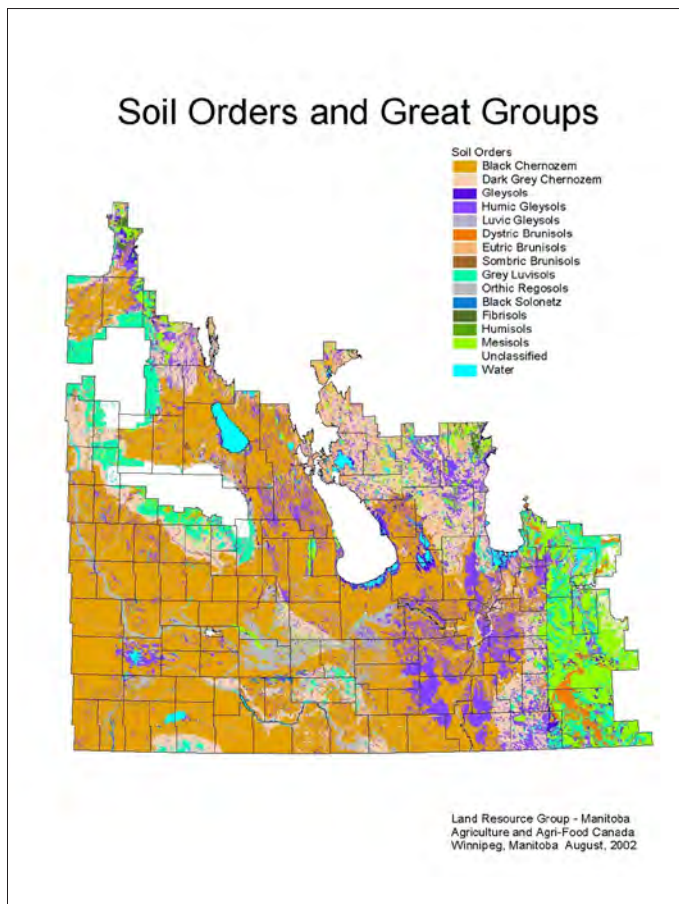 Soil Orders and Great Groups
Soil Orders
Black Chernozem
Dark Grey Chernozem
Gleysols
Humic Gleysols
Luvic Gleysols
Dystric Brunisols
Eutric Brunisols
Sombric Brunisols
Grey Luvisols
Orthic Regosols
Black Solonetz
Fibrisols
Humisols
Mesisols
Unclassified
Water
Land Resource Group - Manitoba
Agriculture and Agri-Food Canada
Winnipeg, Manitoba August, 2002